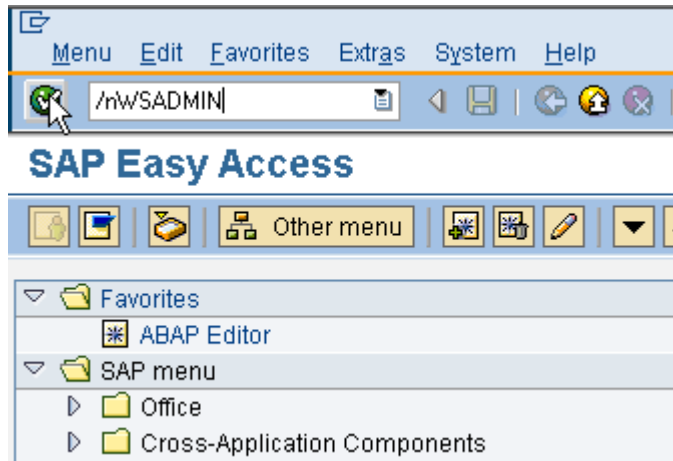 Menu Edit Favorites Extras System Help
/nWSADMIN
SAP Easy Access
Other menu
Favorites
ABAP Editor
SAP menu
Office
Cross-Application Components